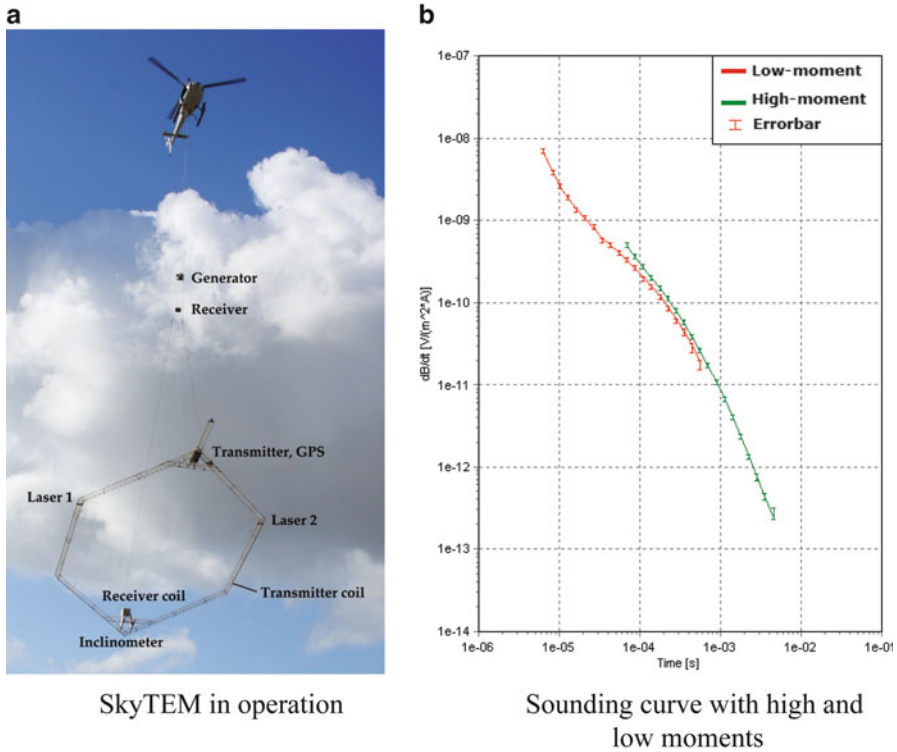 a
Generator
Receiver
Transmitter, GPS
Laser 1
Laser 2
Receiver coil
Transmitter coil
Inclinometer
SkyTEM in operation
b
1e-07
1e-08
1e-09
1e-10
1e-11
1e-12
1e-13
1e-14
dB/dt [V/(m^2*A)]
Low-moment
High-moment
Errorbar
1e-06
1e-05
1e-04
1e-03
1e-02
1e-01
Time [s]
Sounding curve with high and
low moments